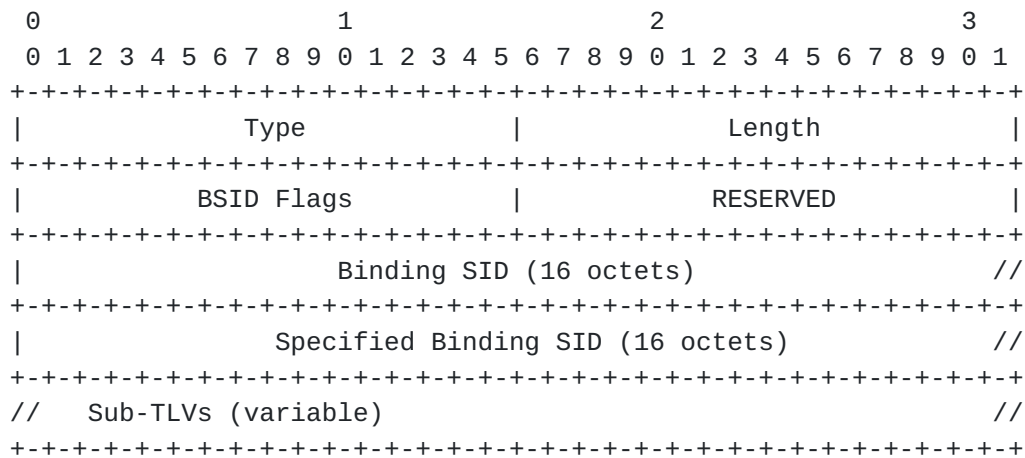 0                   1                   2                   3
 0 1 2 3 4 5 6 7 8 9 0 1 2 3 4 5 6 7 8 9 0 1 2 3 4 5 6 7 8 9 0 1
+-+-+-+-+-+-+-+-+-+-+-+-+-+-+-+-+-+-+-+-+-+-+-+-+-+-+-+-+-+-+-+-+
|              Type             |             Length            |
+-+-+-+-+-+-+-+-+-+-+-+-+-+-+-+-+-+-+-+-+-+-+-+-+-+-+-+-+-+-+-+-+
|           BSID Flags          |            RESERVED           |
+-+-+-+-+-+-+-+-+-+-+-+-+-+-+-+-+-+-+-+-+-+-+-+-+-+-+-+-+-+-+-+-+
|                    Binding SID (16 octets)                   //
+-+-+-+-+-+-+-+-+-+-+-+-+-+-+-+-+-+-+-+-+-+-+-+-+-+-+-+-+-+-+-+-+
|                Specified Binding SID (16 octets)             //
+-+-+-+-+-+-+-+-+-+-+-+-+-+-+-+-+-+-+-+-+-+-+-+-+-+-+-+-+-+-+-+-+
//   Sub-TLVs (variable)                                       //
+-+-+-+-+-+-+-+-+-+-+-+-+-+-+-+-+-+-+-+-+-+-+-+-+-+-+-+-+-+-+-+-+